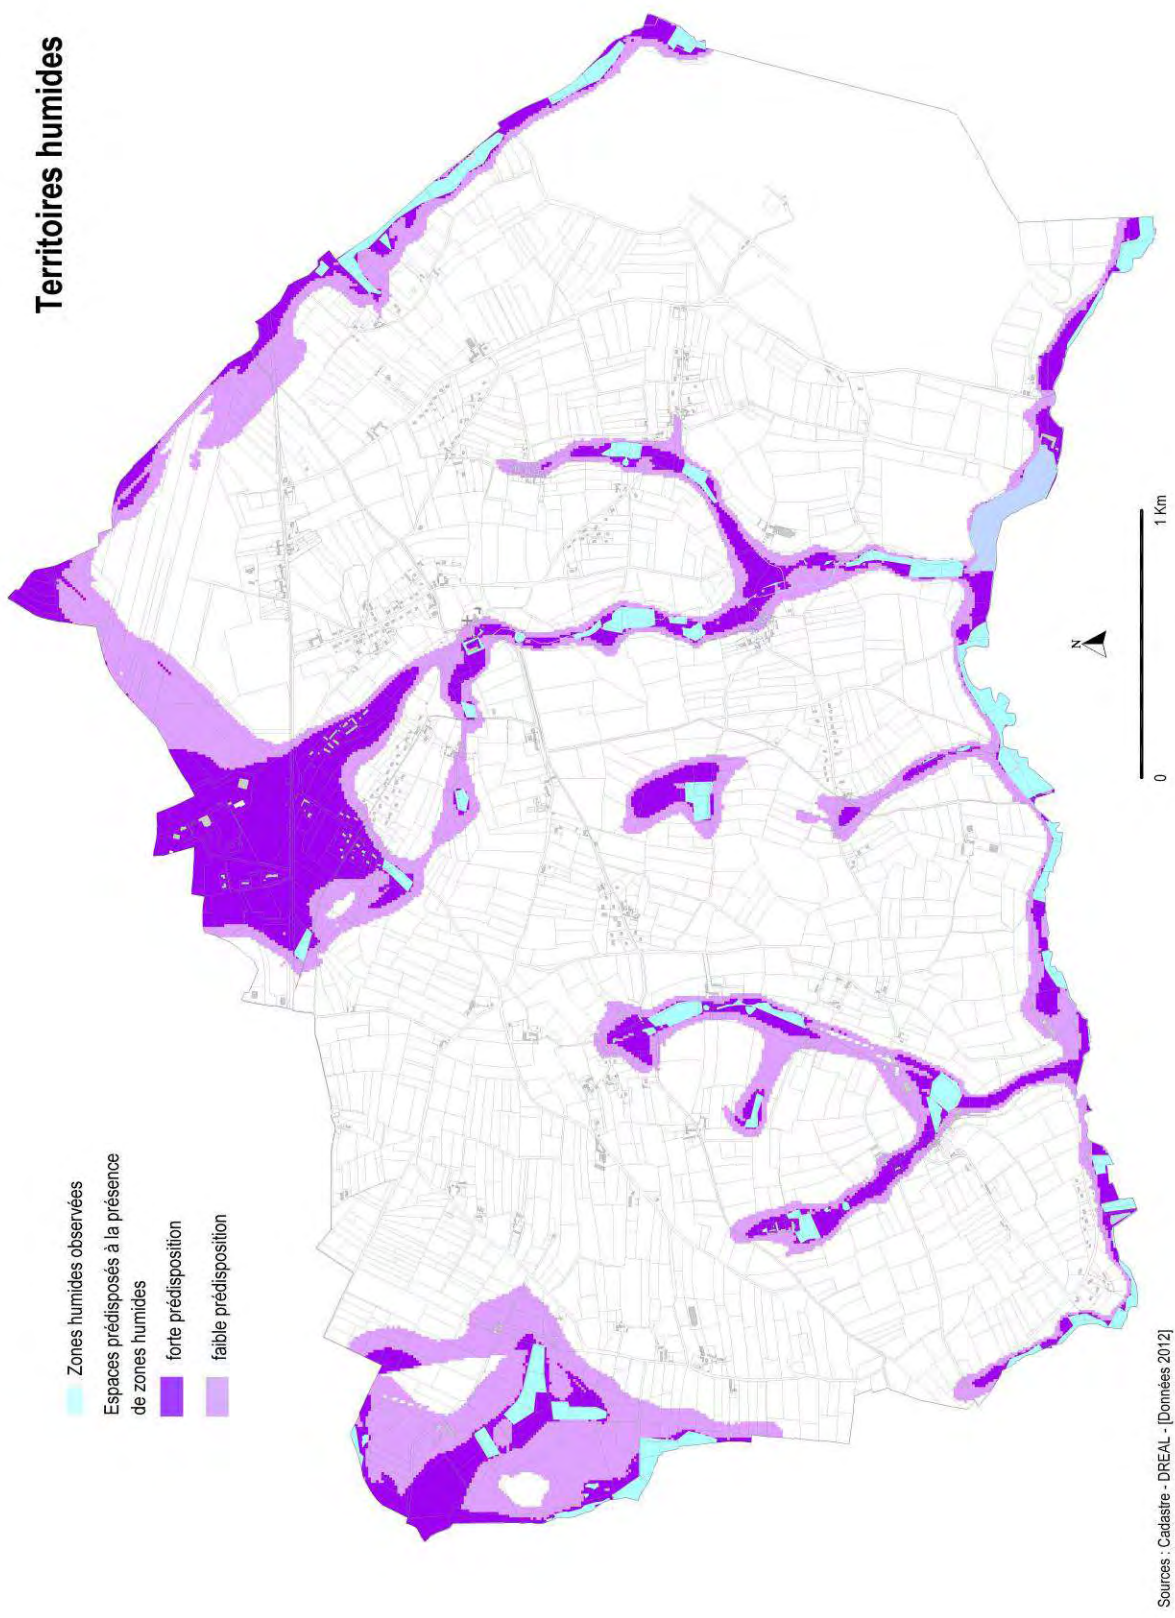 Territoires humides
Zones humides observées
Espaces prédisposés à la présence
de zones humides
forte prédisposition
faible prédisposition
N
0
1 Km
Sources : Cadastre - DREAL - [Données 2012]